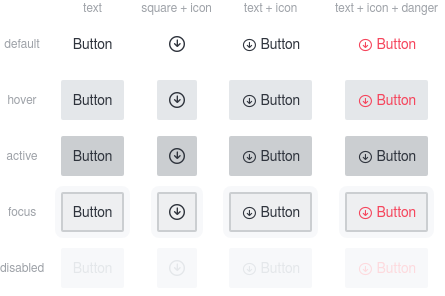 text square + icon text + icon text + icon + danger
default Button Button Button
hover Button Button Button
active Button Button Button
focus Button Button Button
disabled Button Button Button